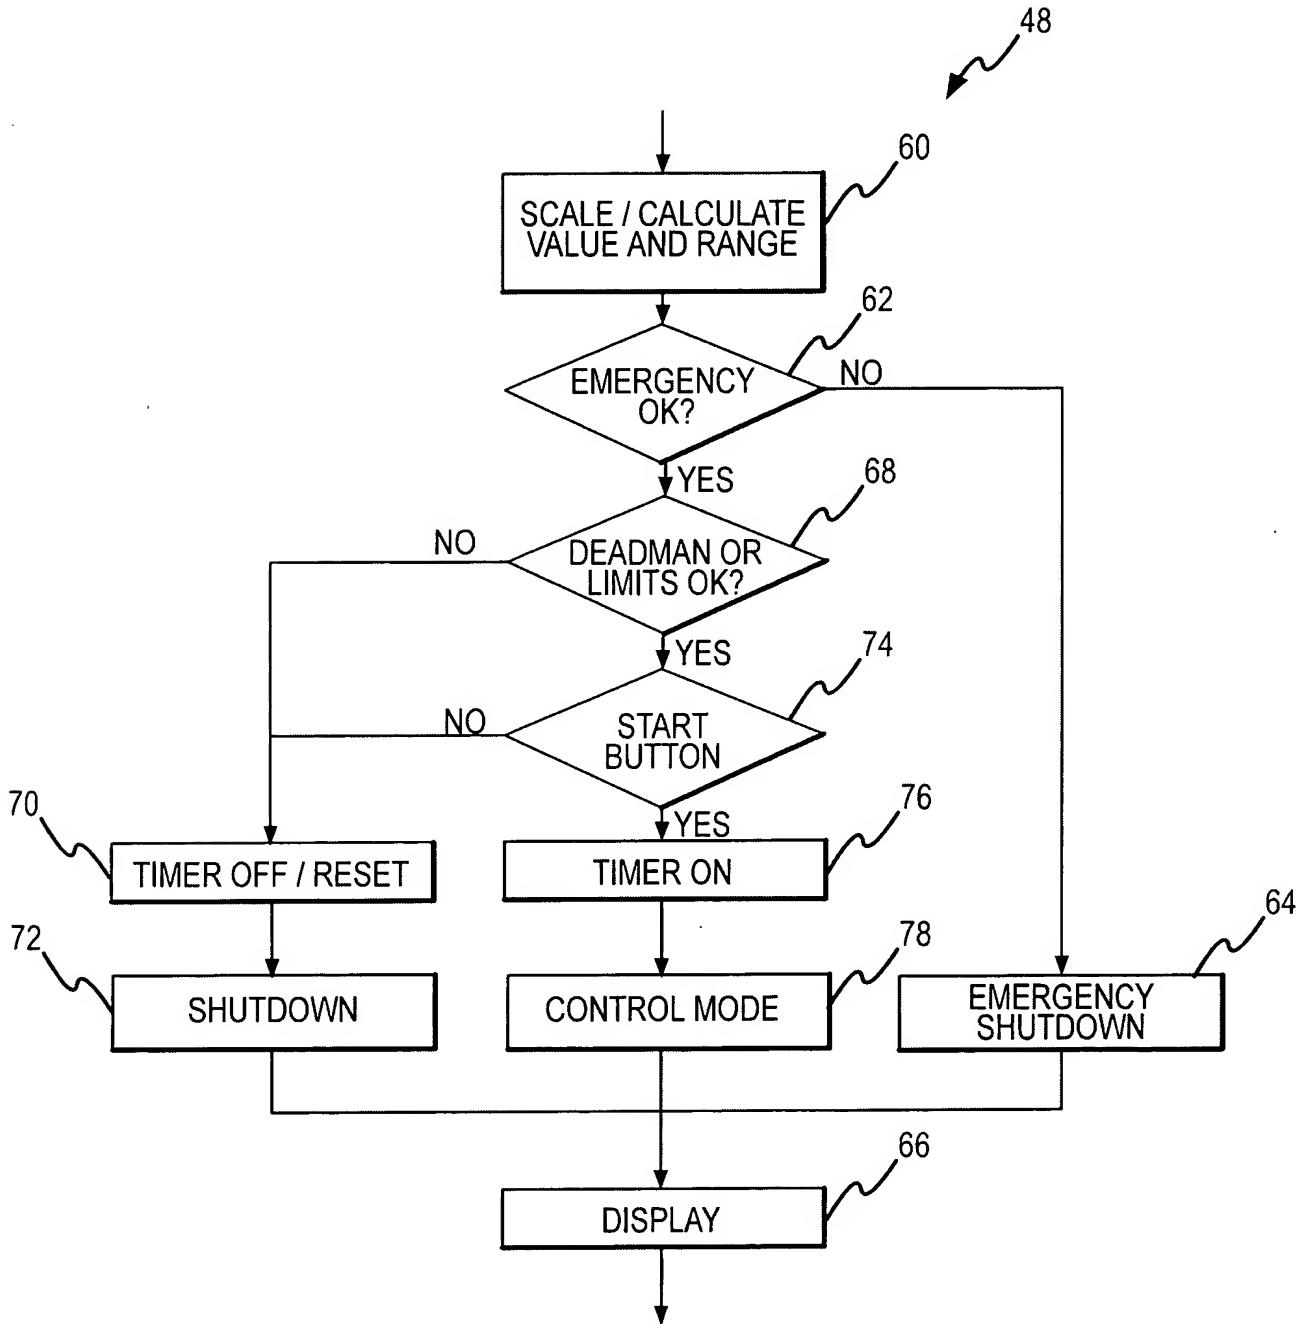 48
60
SCALE / CALCULATE
VALUE AND RANGE
62
EMERGENCY
OK?
NO
YES
68
NO
DEADMAN OR
LIMITS OK?
YES
74
NO
START
BUTTON
YES
70
76
TIMER OFF / RESET
TIMER ON
72
78
64
SHUTDOWN
CONTROL MODE
EMERGENCY
SHUTDOWN
66
DISPLAY